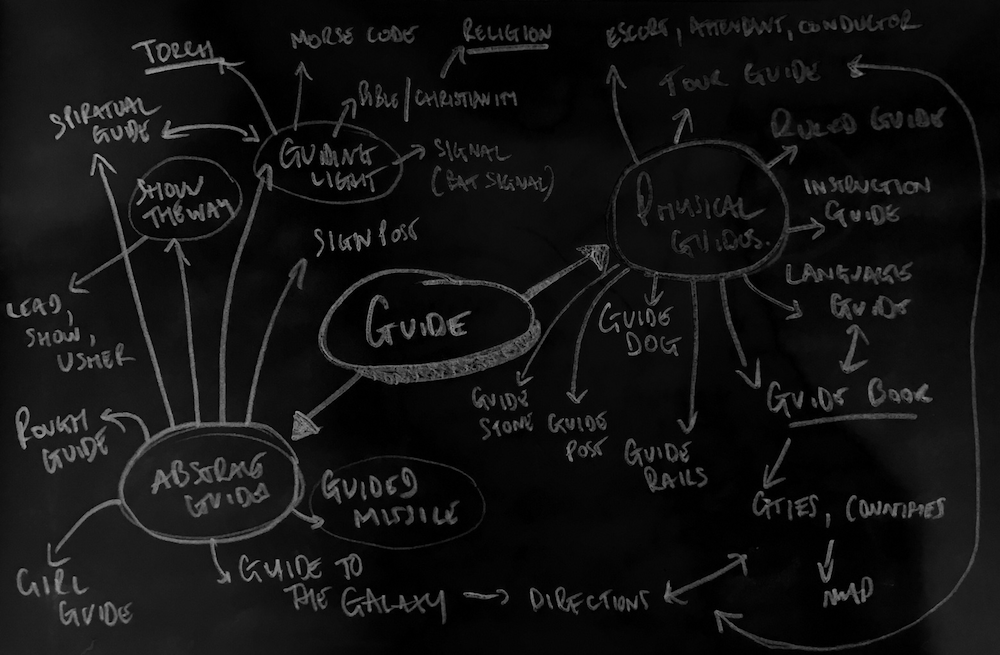 TORCH
MORSE CODE
RELIGION
ESCORT, ATTENDANT, CONDUCTOR
TOUR GUIDE
SPIRATUAL
GUIDE
BIBLE/CHRISTIANITY
RULED GUIDE
GUIDING
LIGHT
SIGNAL
(BAT SIGNAL)
SHOW
THE WAY
PHYSICAL
GUIDES.
INSTRUCTION
GUIDE
SIGN POST
LANGUAGE
GUIDE
LEAD,
SHOW,
USHER
GUIDE
GUIDE
DOG
GUIDE BOOK
GUIDE
STONE
GUIDE
POST
GUIDE
RAILS
ROUGH
GUIDE
ABSTRACT
GUIDES
GUIDED
MISSILE
CITIES, COUNTRIES
GIRL
GUIDE
GUIDE TO
THE GALAXY
DIRECTIONS
MAP